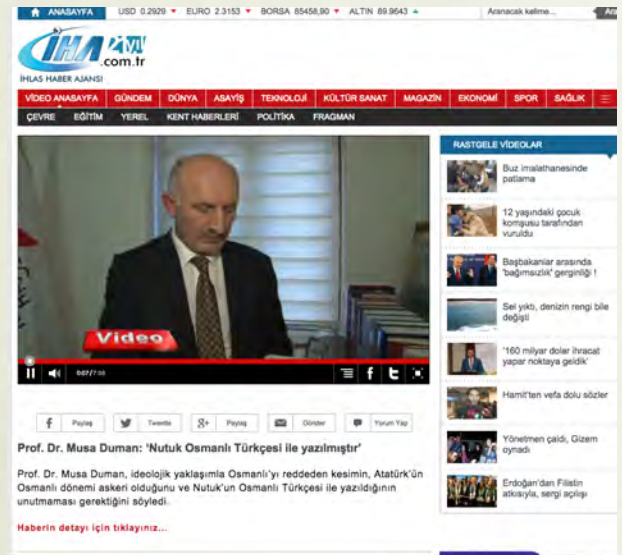 ANASAYFA USD 0.2929 EURO 2.3153 BORSA 85458,90 ALTIN 89.9643 Aranacak kelime...
İHA
.com.tr
İHLAS HABER AJANSI
VİDEO ANASAYFA GÜNDEM DÜNYA ASAYİŞ TEKNOLOJİ KÜLTÜR SANAT MAGAZİN EKONOMİ SPOR SAĞLIK
ÇEVRE EĞİTİM YEREL KENT HABERLERİ POLİTİKA FRAGMAN
Video
0:07/7:
Paylaş Tweetle Paylaş Gönder Yorum Yap
Prof. Dr. Musa Duman: 'Nutuk Osmanlı Türkçesi ile yazılmıştır'
Prof. Dr. Musa Duman, ideolojik yaklaşımla Osmanlı'yı reddeden kesimin, Atatürk'ün
Osmanlı dönemi askeri olduğunu ve Nutuk'un Osmanlı Türkçesi ile yazıldığının
unutmaması gerektiğini söyledi.
Haberin detayı için tıklayınız...
RASTGELE VİDEOLAR
Buz imalathanesinde
patlama
12 yaşındaki çocuk
komşusu tarafından
vuruldu
Başbakanlar arasında
'bağımsızlık' gerginliği !
Sel yıktı, denizin rengi bile
değişti
'160 milyar dolar ihracat
yapar noktaya geldik'
Hamit'ten vefa dolu sözler
Yönetmen çaldı, Gizem
oynadı
Erdoğan'dan Filistin
atkısıyla, sergi açılışı